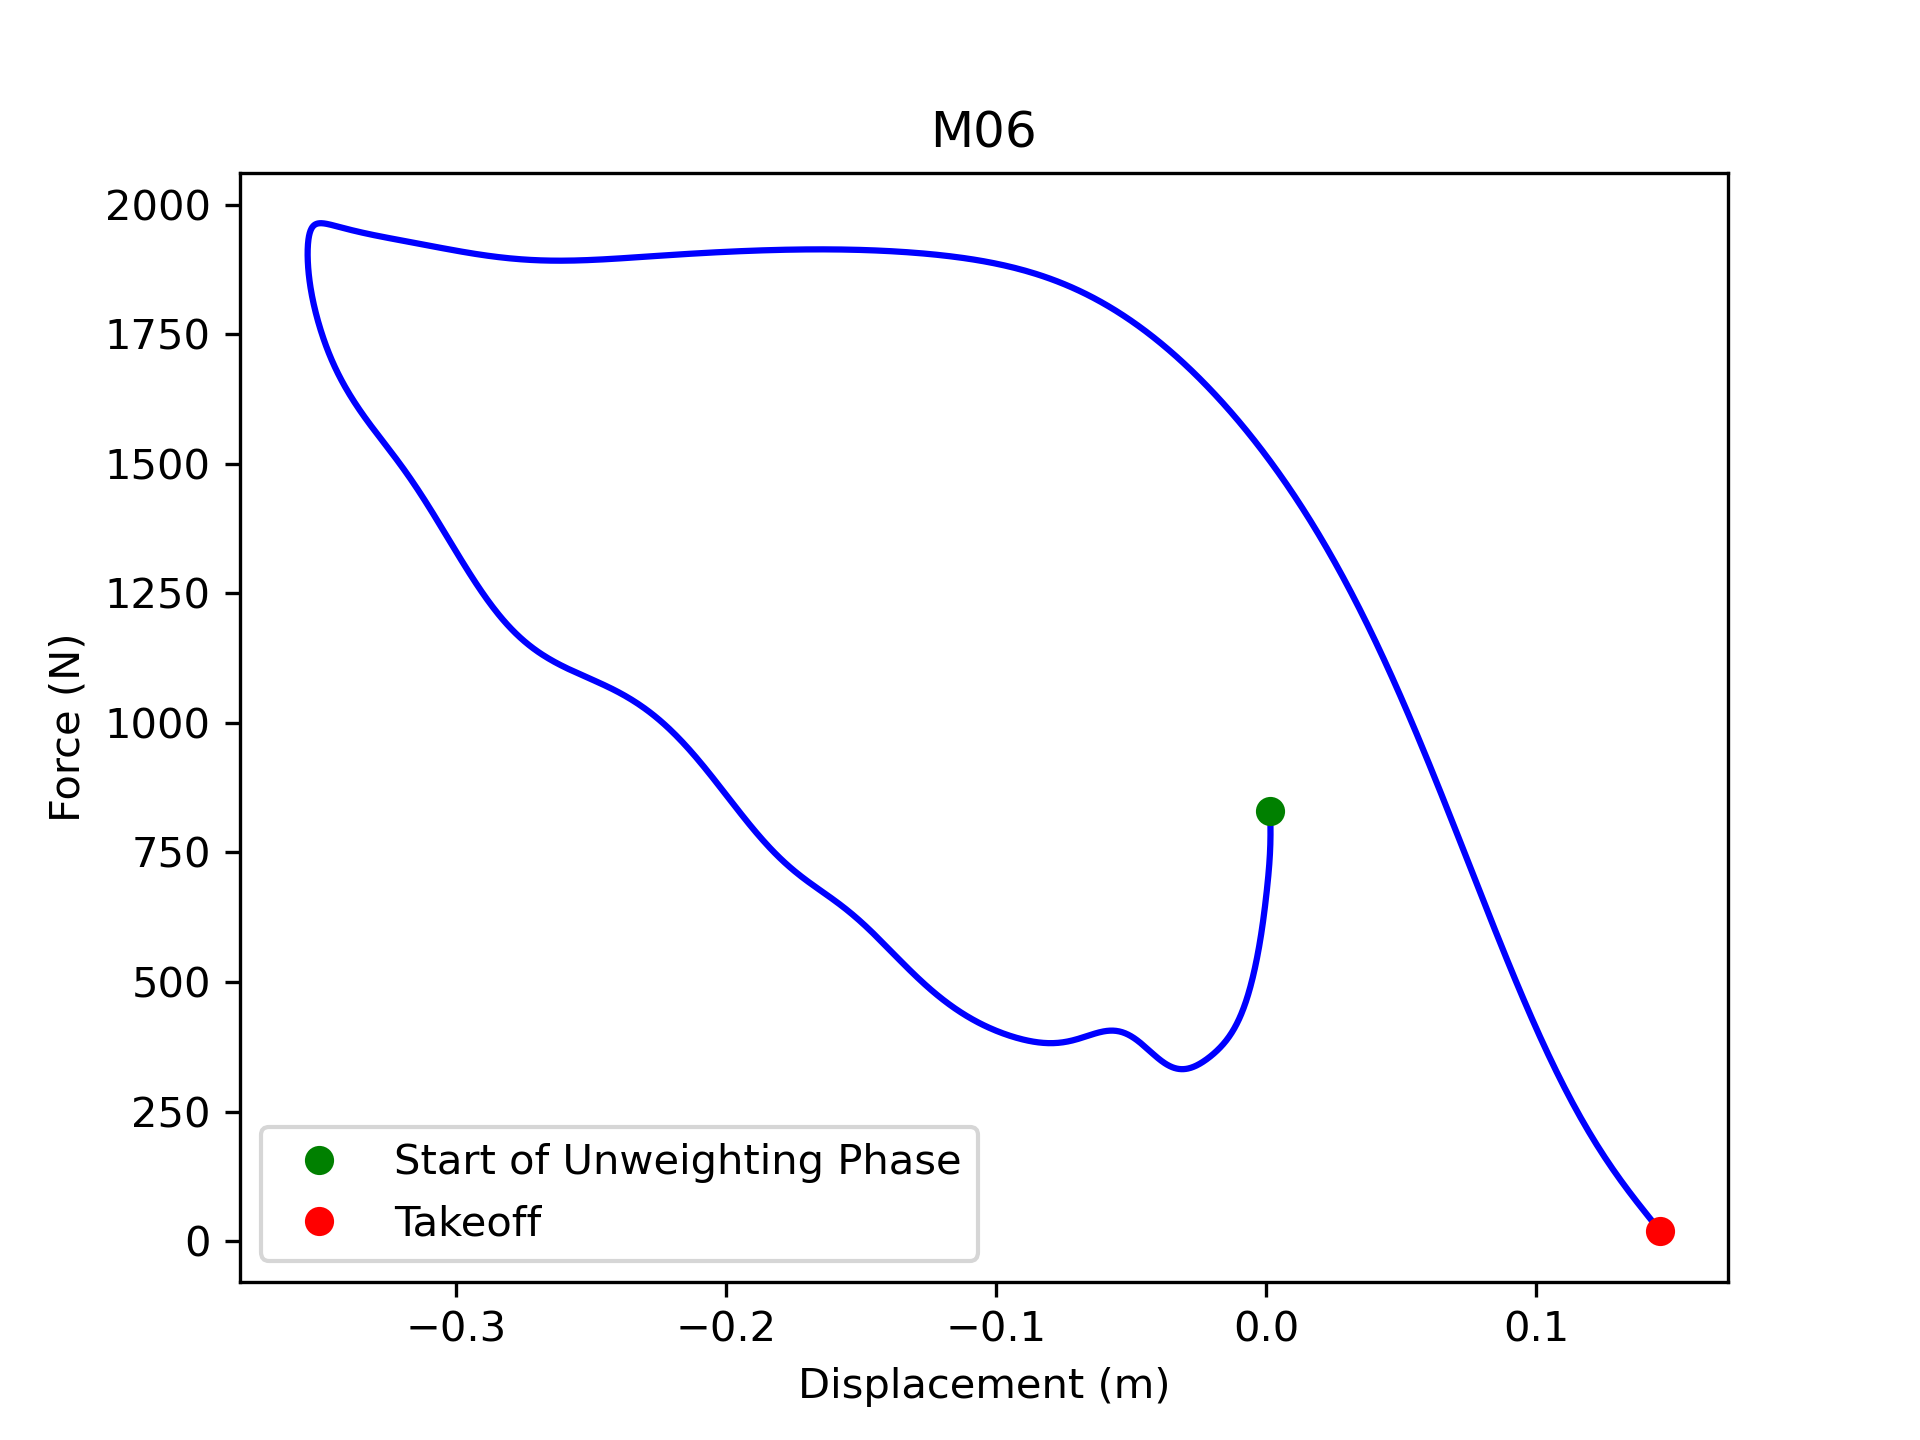 M06
2000
1750
1500
1250
1000
750
500
250
0
Force (N)
Start of Unweighting Phase
Takeoff
−0.3 −0.2 −0.1 0.0 0.1
Displacement (m)